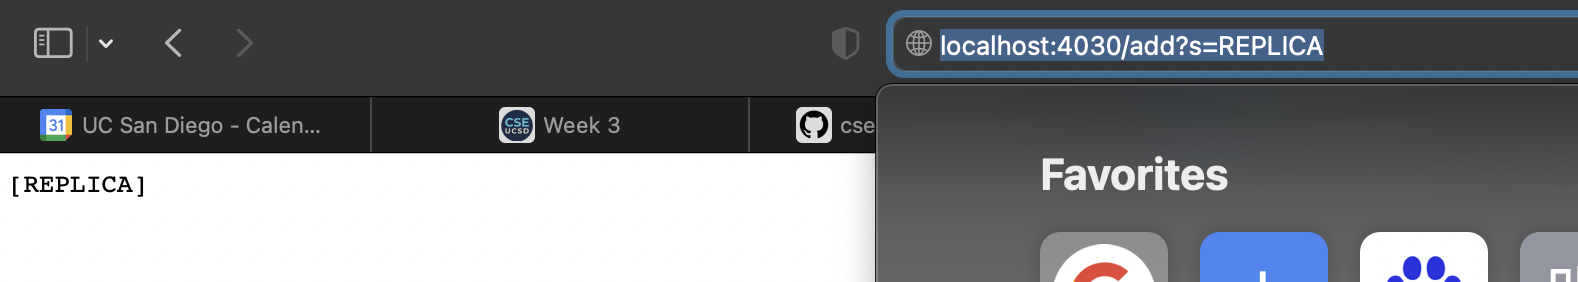 localhost:4030/add?s=REPLICA
31 UC San Diego - Calen...
CSE UCSD Week 3
cse
[REPLICA]
Favorites